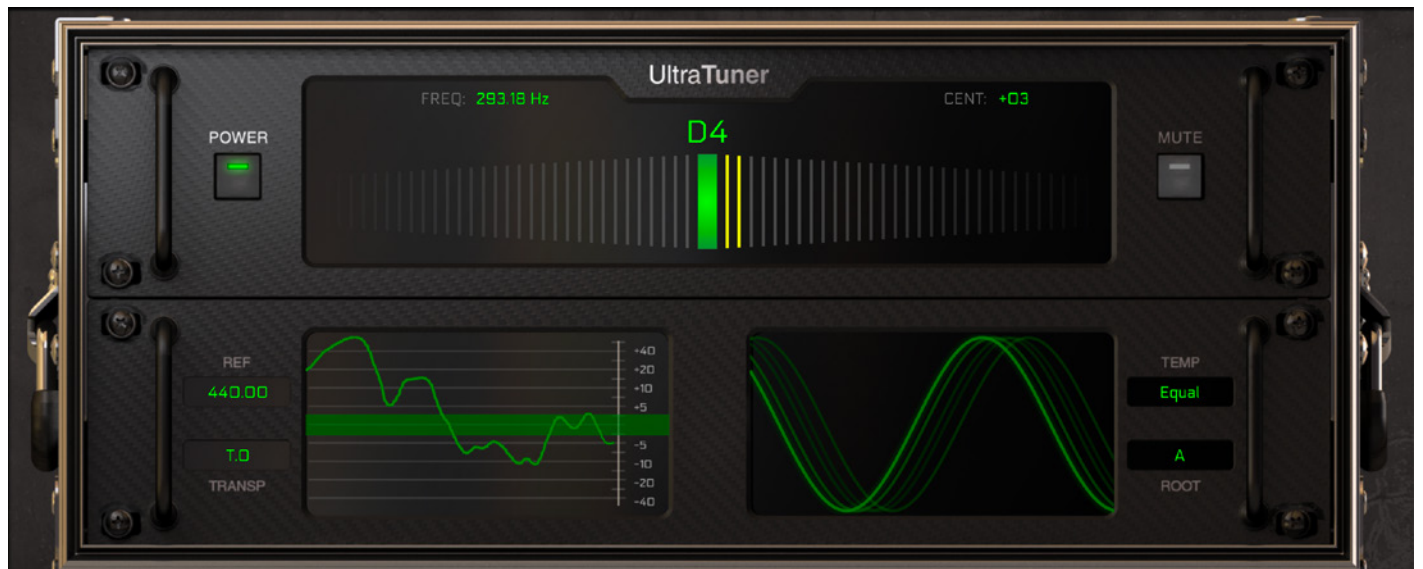 UltraTuner
FREQ: 293.18 Hz
CENT: +03
D4
POWER
MUTE
REF
440.00
T.0
TRANSP
+40
+20
+10
+5
-5
-10
-20
-40
TEMP
Equal
A
ROOT